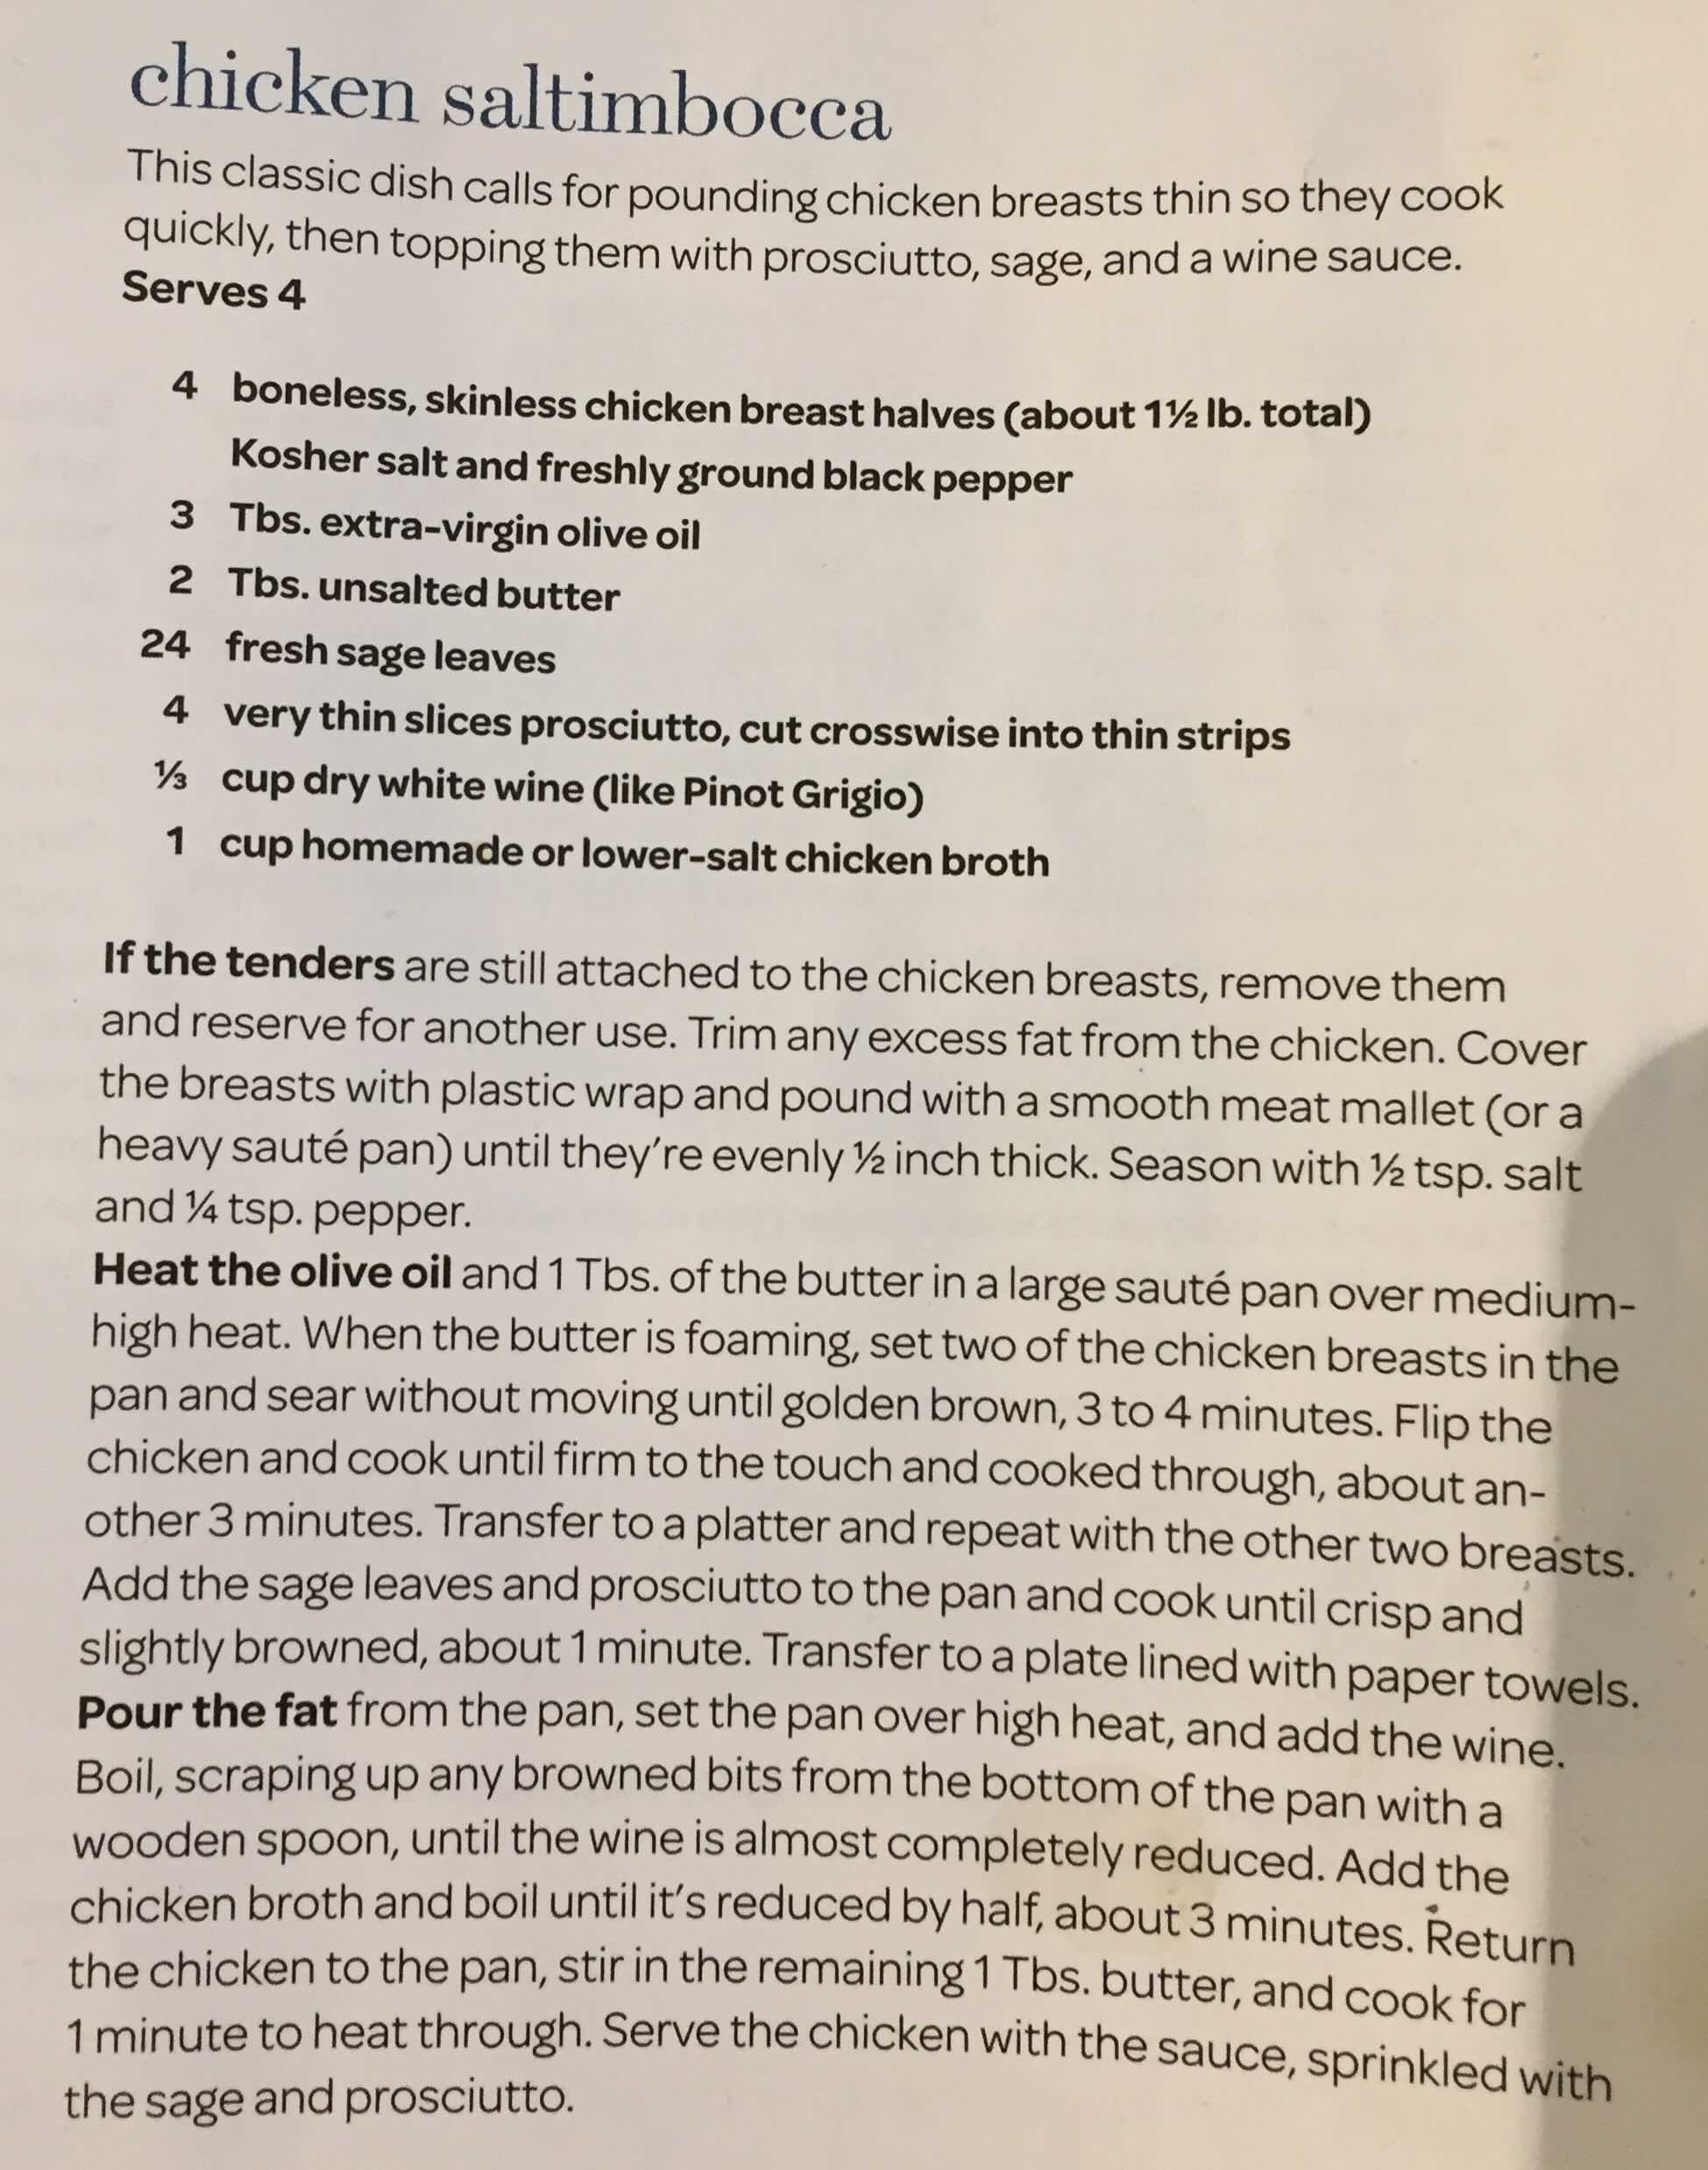 chicken saltimbocca
This classic dish calls for pounding chicken breasts thin so they cook
quickly, then topping them with prosciutto, sage, and a wine sauce.
Serves 4
4 boneless, skinless chicken breast halves (about 1½ lb. total)
Kosher salt and freshly ground black pepper
3 Tbs. extra-virgin olive oil
2 Tbs. unsalted butter
24 fresh sage leaves
4 very thin slices prosciutto, cut crosswise into thin strips
⅓ cup dry white wine (like Pinot Grigio)
1 cup homemade or lower-salt chicken broth
If the tenders are still attached to the chicken breasts, remove them
and reserve for another use. Trim any excess fat from the chicken. Cover
the breasts with plastic wrap and pound with a smooth meat mallet (or a
heavy sauté pan) until they're evenly ½ inch thick. Season with ½ tsp. salt
and ¼ tsp. pepper.
Heat the olive oil and 1 Tbs. of the butter in a large sauté pan over medium-
high heat. When the butter is foaming, set two of the chicken breasts in the
pan and sear without moving until golden brown, 3 to 4 minutes. Flip the
chicken and cook until firm to the touch and cooked through, about an-
other 3 minutes. Transfer to a platter and repeat with the other two breasts.
Add the sage leaves and prosciutto to the pan and cook until crisp and
slightly browned, about 1 minute. Transfer to a plate lined with paper towels.
Pour the fat from the pan, set the pan over high heat, and add the wine.
Boil, scraping up any browned bits from the bottom of the pan with a
wooden spoon, until the wine is almost completely reduced. Add the
chicken broth and boil until it's reduced by half, about 3 minutes. Return
the chicken to the pan, stir in the remaining 1 Tbs. butter, and cook for
1 minute to heat through. Serve the chicken with the sauce, sprinkled with
the sage and prosciutto.